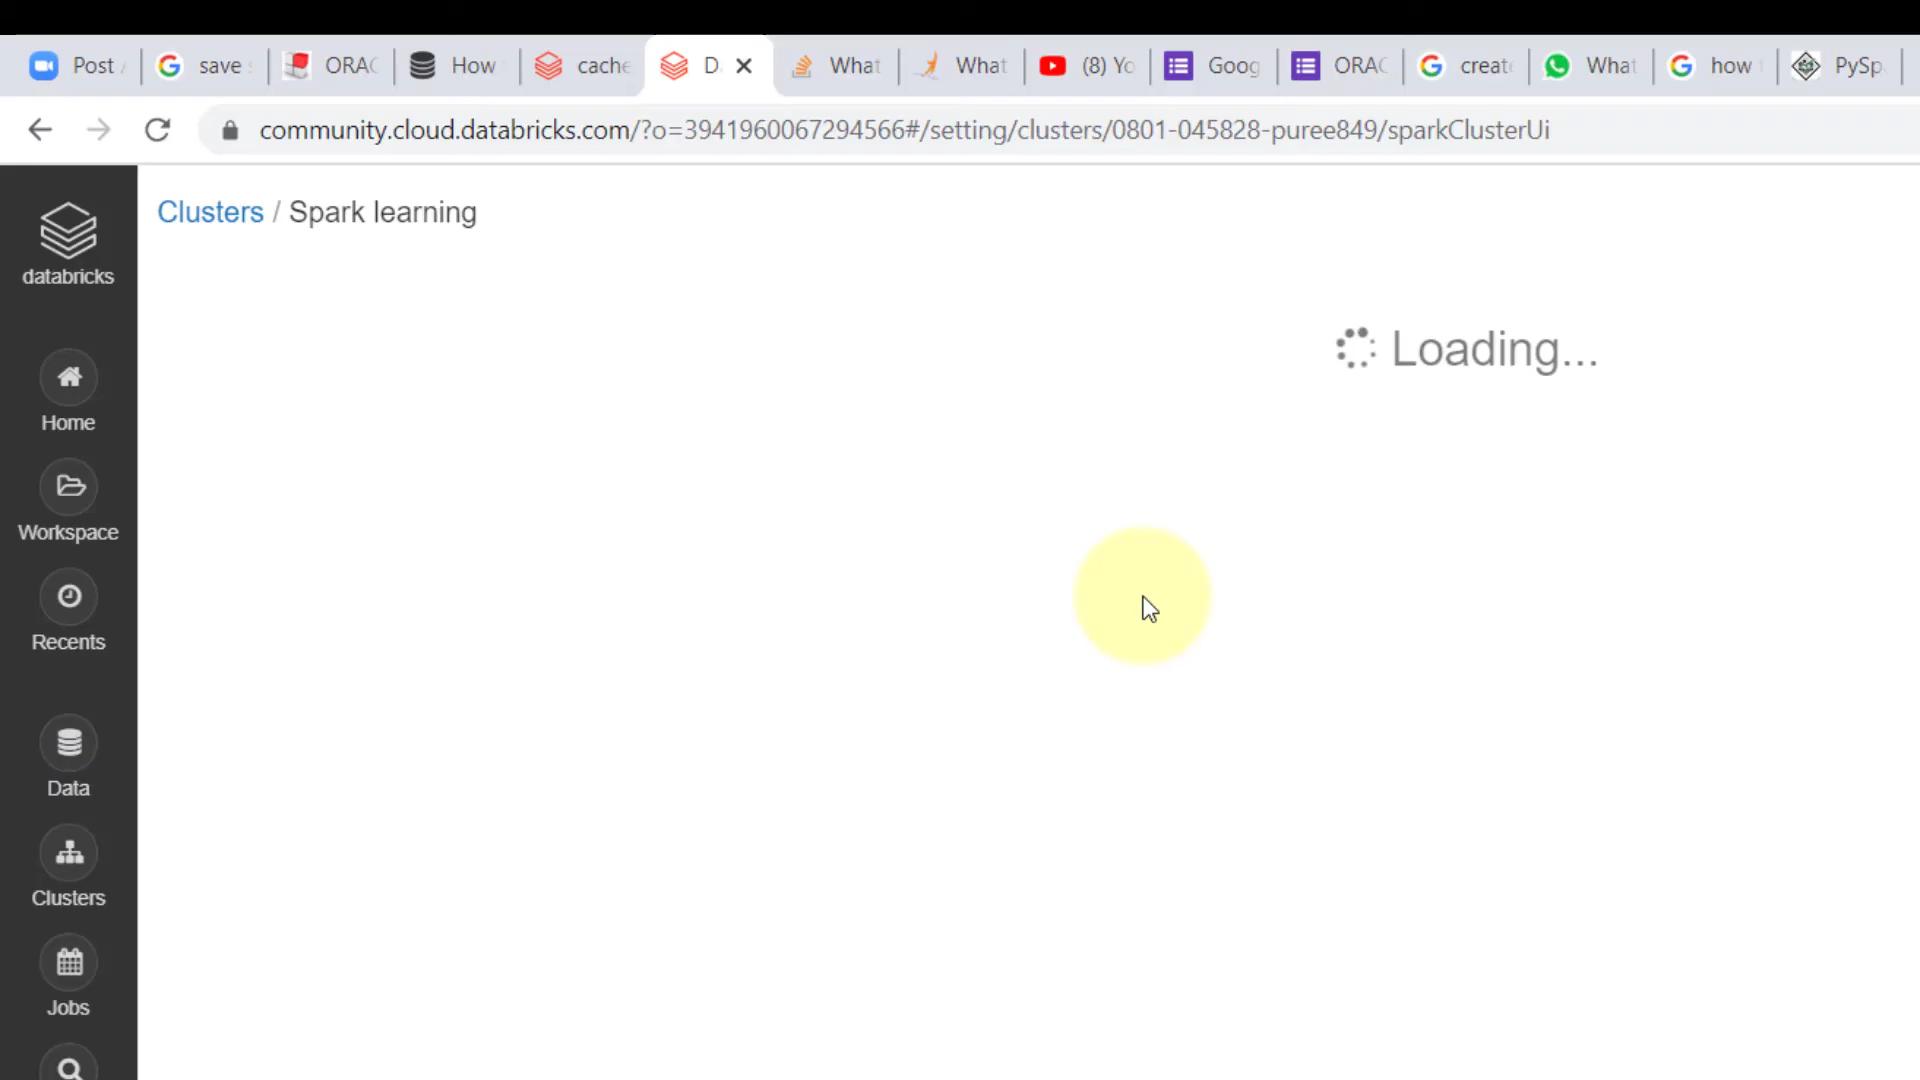 Post
save
ORAC
How
cache
D
What
What
(8) Yo
Goog
ORAC
create
What
how
PySp
community.cloud.databricks.com/?o=3941960067294566#/setting/clusters/0801-045828-puree849/sparkClusterUi
databricks
Clusters / Spark learning
Loading...
Home
Workspace
Recents
Data
Clusters
Jobs